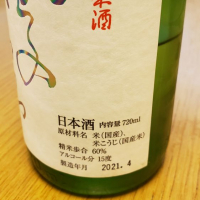 米酒
日本酒 内容量720ml
原材料名 米(国産)、
米こうじ(国産米)
精米歩合 60%
アルコール分 15度
製造年月 2021.4